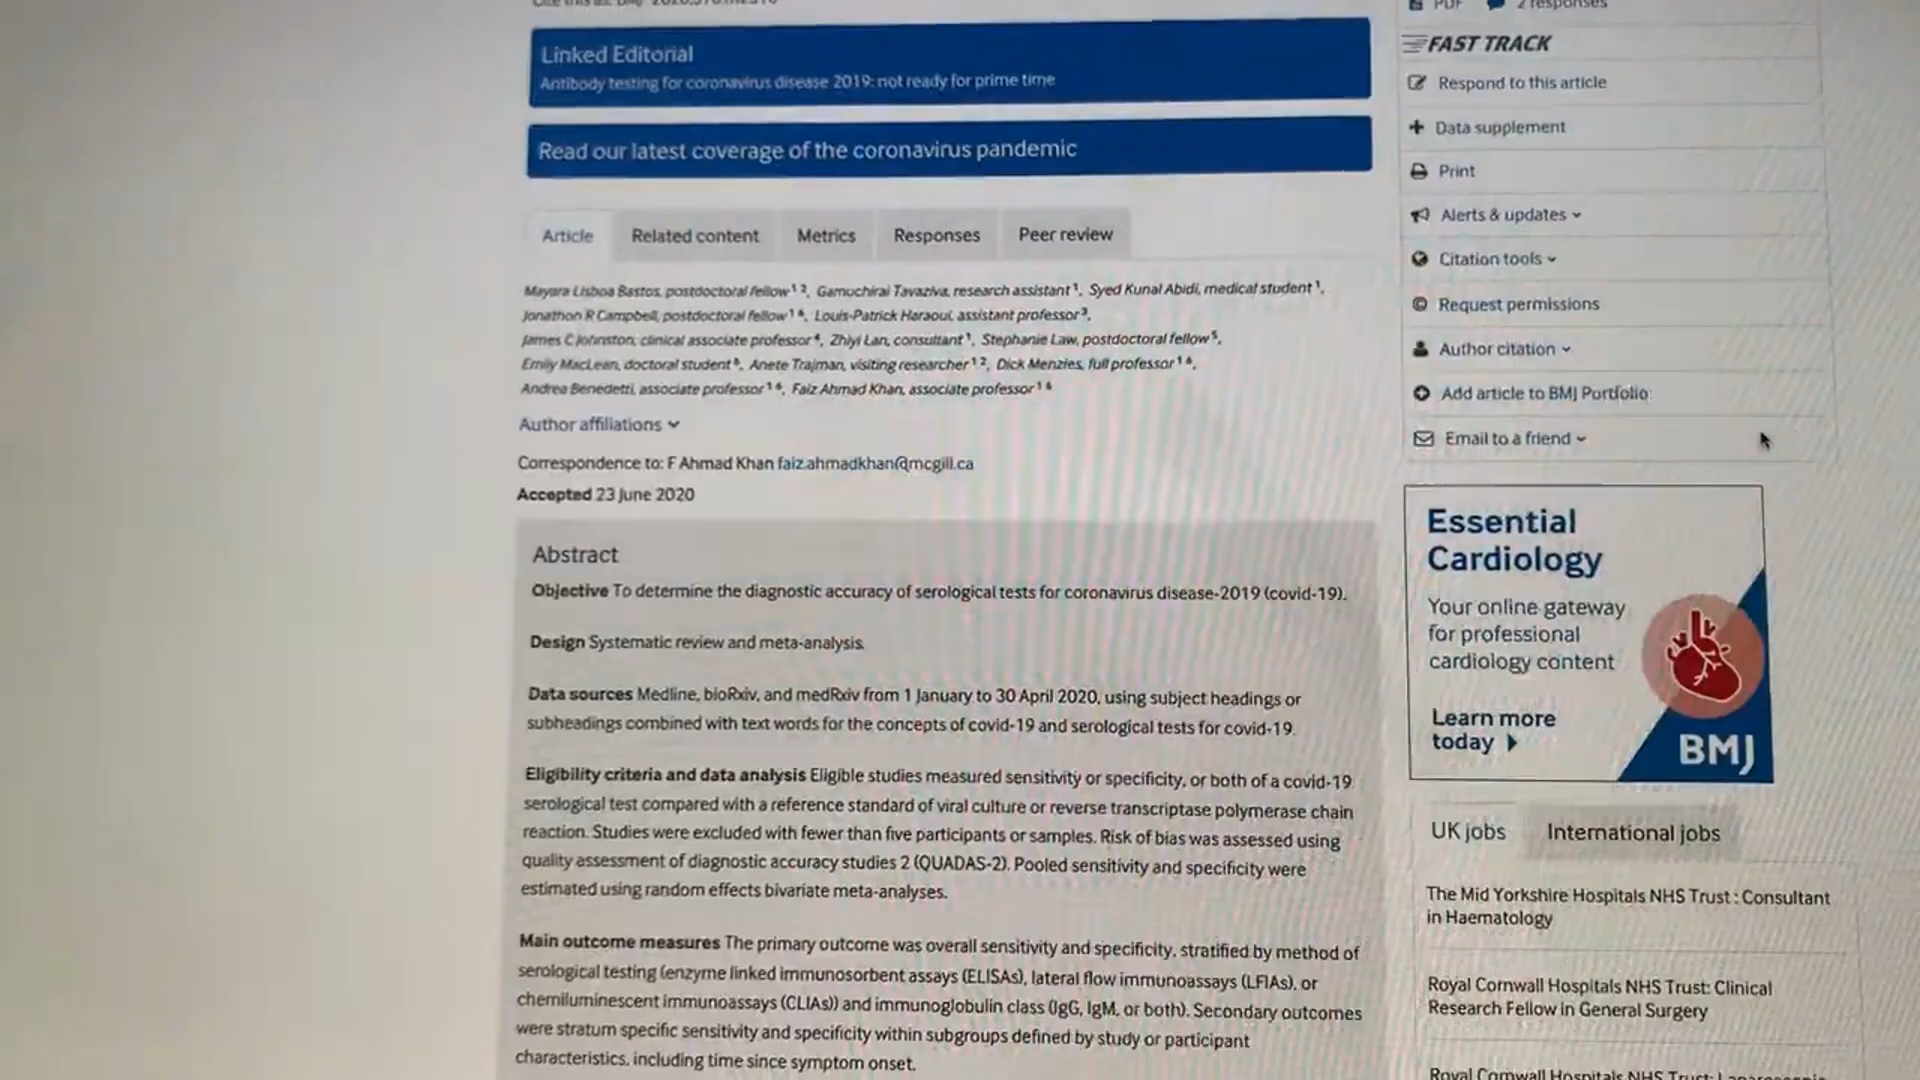 Linked Editorial
Antibody testing for coronavirus disease 2019: not ready for prime time
Read our latest coverage of the coronavirus pandemic
Article Related content Metrics Responses Peer review
Mayara Lisboa Bastos, postdoctoral fellow 1 2, Gamuchirai Tavaziva, research assistant 1, Syed Kunal Abidi, medical student 1,
Jonathon R Campbell, postdoctoral fellow 1 6, Louis-Patrick Haraoui, assistant professor 3,
James C Johnston, clinical associate professor 4, Zhiyi Lan, consultant 1, Stephanie Law, postdoctoral fellow 5,
Emily MacLean, doctoral student 6, Anete Trajman, visiting researcher 1 2, Dick Menzies, full professor 1 6,
Andrea Benedetti, associate professor 1 6, Faiz Ahmad Khan, associate professor 1 6
Author affiliations
Correspondence to: F Ahmad Khan faiz.ahmadkhan@mcgill.ca
Accepted 23 June 2020
Abstract
Objective To determine the diagnostic accuracy of serological tests for coronavirus disease-2019 (covid-19).
Design Systematic review and meta-analysis.
Data sources Medline, bioRxiv, and medRxiv from 1 January to 30 April 2020, using subject headings or
subheadings combined with text words for the concepts of covid-19 and serological tests for covid-19.
Eligibility criteria and data analysis Eligible studies measured sensitivity or specificity, or both of a covid-19
serological test compared with a reference standard of viral culture or reverse transcriptase polymerase chain
reaction. Studies were excluded with fewer than five participants or samples. Risk of bias was assessed using
quality assessment of diagnostic accuracy studies 2 (QUADAS-2). Pooled sensitivity and specificity were
estimated using random effects bivariate meta-analyses.
Main outcome measures The primary outcome was overall sensitivity and specificity, stratified by method of
serological testing (enzyme linked immunosorbent assays (ELISAs), lateral flow immunoassays (LFIAs), or
chemiluminescent immunoassays (CLIAs)) and immunoglobulin class (IgG, IgM, or both). Secondary outcomes
were stratum specific sensitivity and specificity within subgroups defined by study or participant
characteristics, including time since symptom onset.
PDF 2 responses
FAST TRACK
Respond to this article
Data supplement
Print
Alerts & updates
Citation tools
Request permissions
Author citation
Add article to BMJ Portfolio
Email to a friend
Essential
Cardiology
Your online gateway
for professional
cardiology content
Learn more
today
BMJ
UK jobs International jobs
The Mid Yorkshire Hospitals NHS Trust : Consultant
in Haematology
Royal Cornwall Hospitals NHS Trust: Clinical
Research Fellow in General Surgery
Royal Cornwall Hospitals NHS Trust: